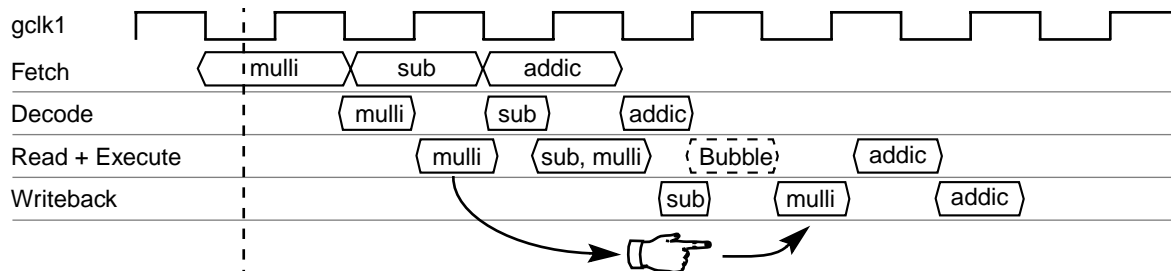 gclk1
Fetch mulli sub addic
Decode mulli sub addic
Read + Execute mulli sub, mulli Bubble addic
Writeback sub mulli addic